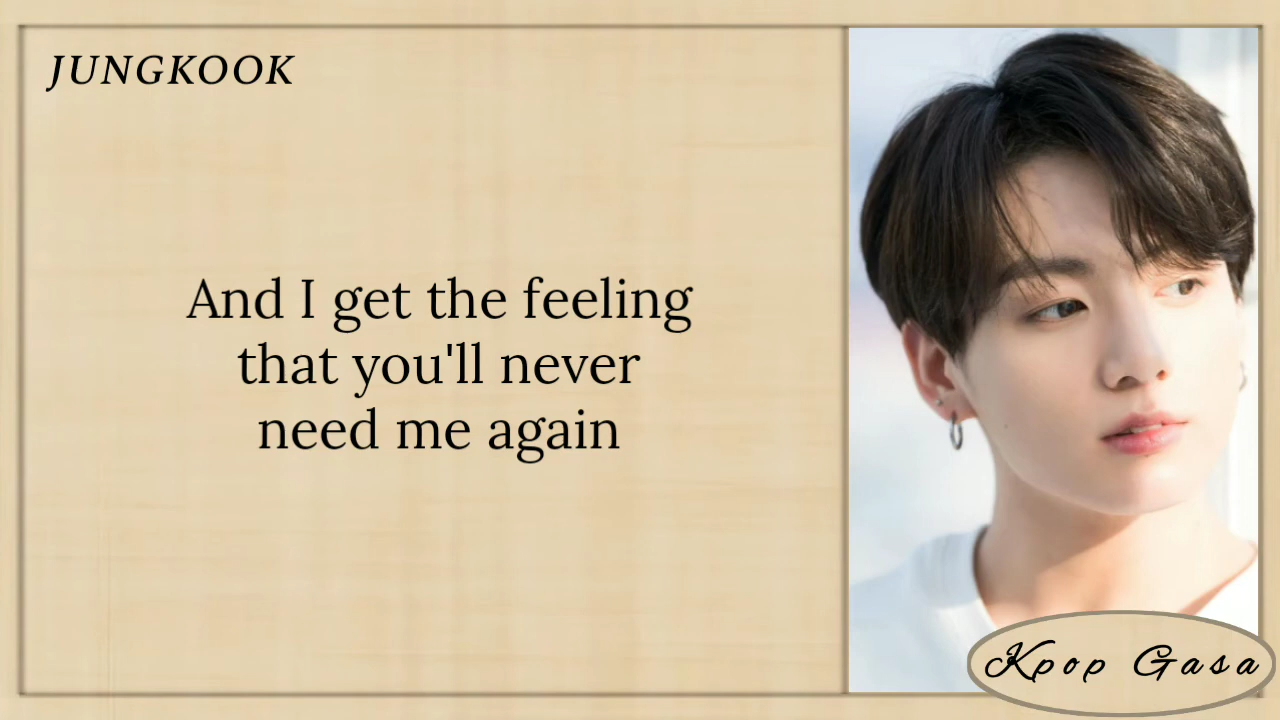 JUNGKOOK
And I get the feeling
that you'll never
need me again
Kpop Gasa